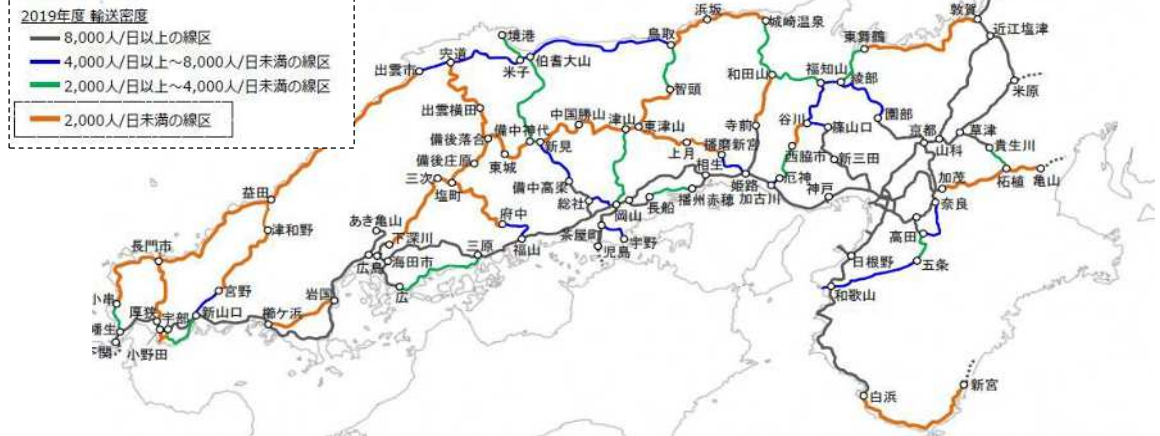 2019年度 輸送密度
8,000人/日以上の線区
4,000人/日以上～8,000人/日未満の線区
2,000人/日以上～4,000人/日未満の線区
2,000人/日未満の線区
浜坂
城崎温泉
敦賀
近江塩津
東舞鶴
境港
鳥取
宍道
米子
伯耆大山
出雲市
和田山
福知山
綾部
米原
智頭
出雲横田
中国勝山
津山
東津山
谷川
篠山口
園部
京都
山科
草津
備中神代
備後落合
新見
寺前
播磨新宮
上月
相生
西脇市
新三田
貴生川
備後庄原
東城
三次
塩町
備中高梁
総社
岡山
長船
播州赤穂
姫路
加古川
厄神
神戸
加茂
柘植
亀山
奈良
益田
津和野
あき亀山
下深川
府中
福山
三原
茶屋町
児島
宇野
高田
五条
日根野
和歌山
長門市
広島
海田市
広
小串
厚狭
宇部
宮野
新山口
櫛ケ浜
岩国
幡生
下関
小野田
白浜
新宮